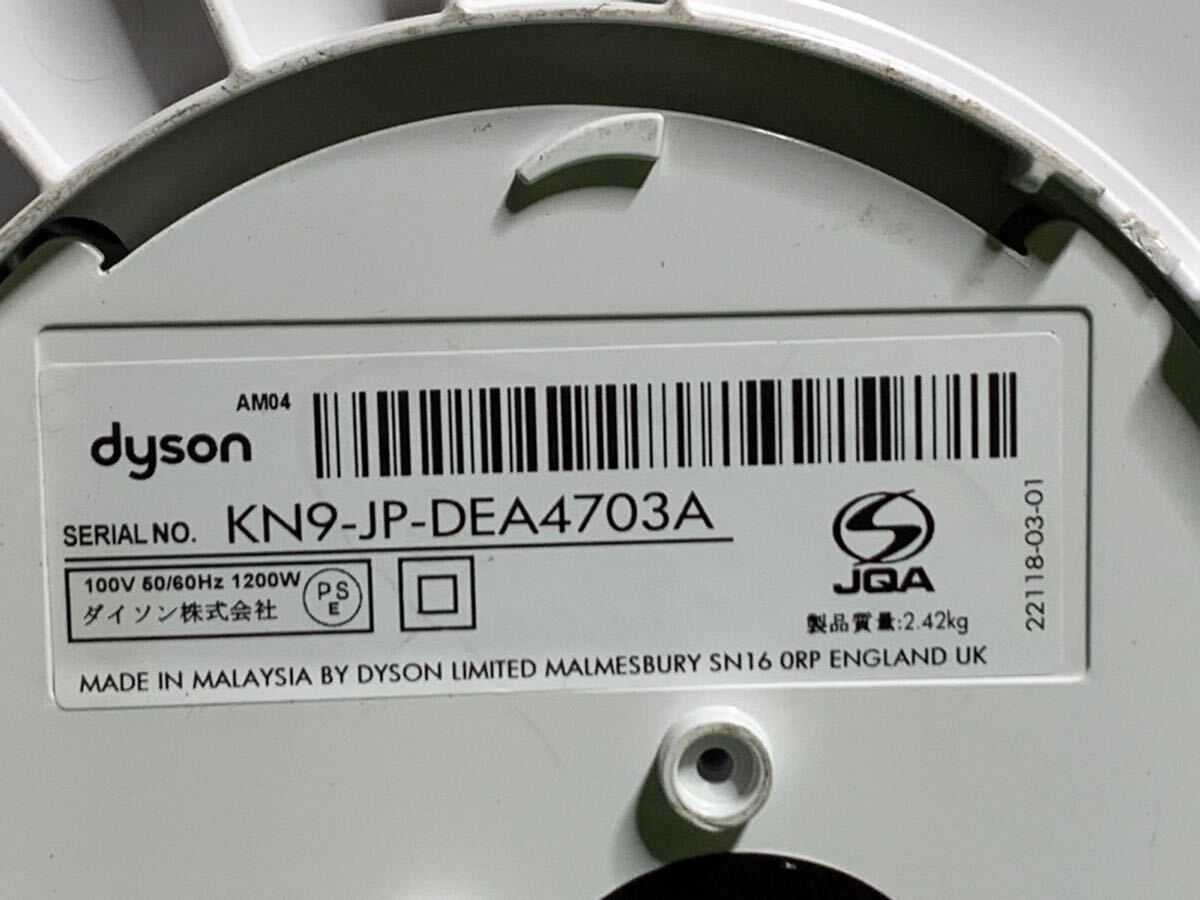 AM04
dyson
SERIAL NO. KN9-JP-DEA4703A
100V 50/60Hz 1200W
ダイソン株式会社
PS
E
JQA
製品質量:2.42kg
22118-03-01
MADE IN MALAYSIA BY DYSON LIMITED MALMESBURY SN16 0RP ENGLAND UK